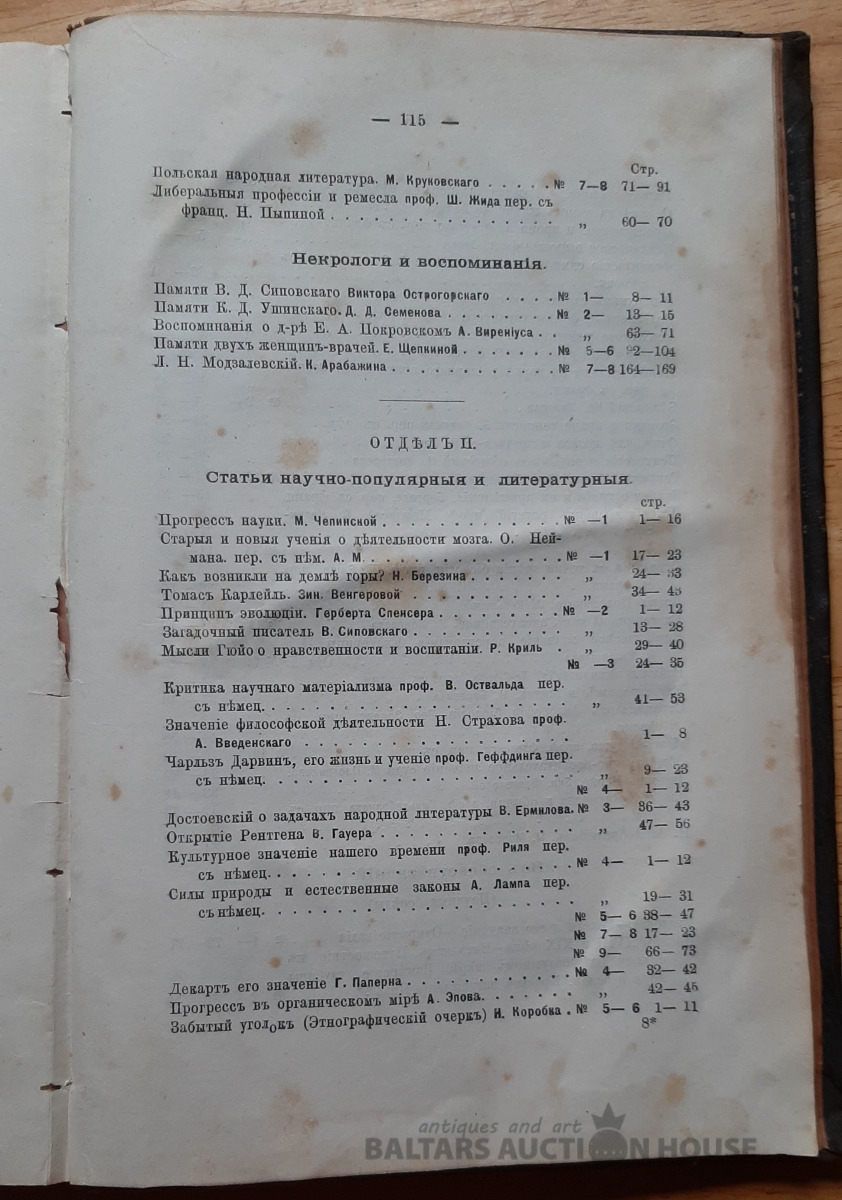 — 115 —
Стр.
Польская народная литература. М. Круковскаго . . . . . № 7—8 71— 91
Либеральныя профессіи и ремесла проф. Ш. Жида пер. съ
франц. Н. Пыпиной . . . . . . . . . . . . . . . . „ 60— 70
Некрологи и воспоминанія.
Памяти В. Д. Сиповскаго Виктора Острогорскаго . . . . № 1— 8— 11
Памяти К. Д. Ушинскаго. Д. Д. Семенова . . . . . . . . № 2— 13— 15
Воспоминанія о д-рѣ Е. А. Покровскомъ А. Виреніуса . . „ 63— 71
Памяти двухъ женщинъ-врачей. Е. Щепкиной . . . . . . . № 5—6 92—104
Л. Н. Модзалевскій. К. Арабажина . . . . . . . . . . . . № 7—8 164—169
ОТДѢЛЪ II.
Статьи научно-популярныя и литературныя.
стр.
Прогрессъ науки. М. Чепинской . . . . . . . . . . . . . № —1 1— 16
Старыя и новыя ученія о дѣятельности мозга. О. Ней-
мана. пер. съ нѣм. А. М. . . . . . . . . . . . . . . № —1 17— 23
Какъ возникли на демлѣ горы? Н. Березина . . . . . . . „ 24— 33
Томасъ Карлейль. Зин. Венгеровой . . . . . . . . . . . „ 34— 45
Принципъ эволюціи. Герберта Спенсера . . . . . . . . . № —2 1— 12
Загадочный писатель В. Сиповскаго . . . . . . . . . . . „ 13— 28
Мысли Гюйо о нравственности и воспитаніи. Р. Криль . „ 29— 40
№ —3 24— 35
Критика научнаго матеріализма проф. В. Оствальда пер.
съ нѣмец. . . . . . . . . . . . . . . . . . . . . „ 41— 53
Значеніе философской дѣятельности Н. Страхова проф.
А. Введенскаго . . . . . . . . . . . . . . . . . . 1— 8
Чарльзъ Дарвинъ, его жизнь и ученіе проф. Геффдинга пер.
съ нѣмец. . . . . . . . . . . . . . . . . . . . . „ 9— 23
№ 4— 1— 12
Достоевскій о задачахъ народной литературы В. Ермилова. № 3— 36— 43
Открытіе Рентгена В. Гауера . . . . . . . . . . . . . . „ 47— 56
Культурное значеніе нашего времени проф. Риля пер.
съ нѣмец. . . . . . . . . . . . . . . . . . . . . № 4— 1— 12
Силы природы и естественные законы А. Лампа пер.
съ нѣмец. . . . . . . . . . . . . . . . . . . . . „ 19— 31
№ 5— 6 38— 47
№ 7— 8 17— 23
№ 9— 66— 73
Декартъ его значеніе Г. Паперна . . . . . . . . . . . . № 4— 32— 42
Прогрессъ въ органическомъ мірѣ А. Эпова. . . . . . . „ 42— 45
Забытый уголокъ (Этнографическій очеркъ) И. Коробка . № 5— 6 1— 11
8*
antiques and art
BALTARS AUCTION HOUSE